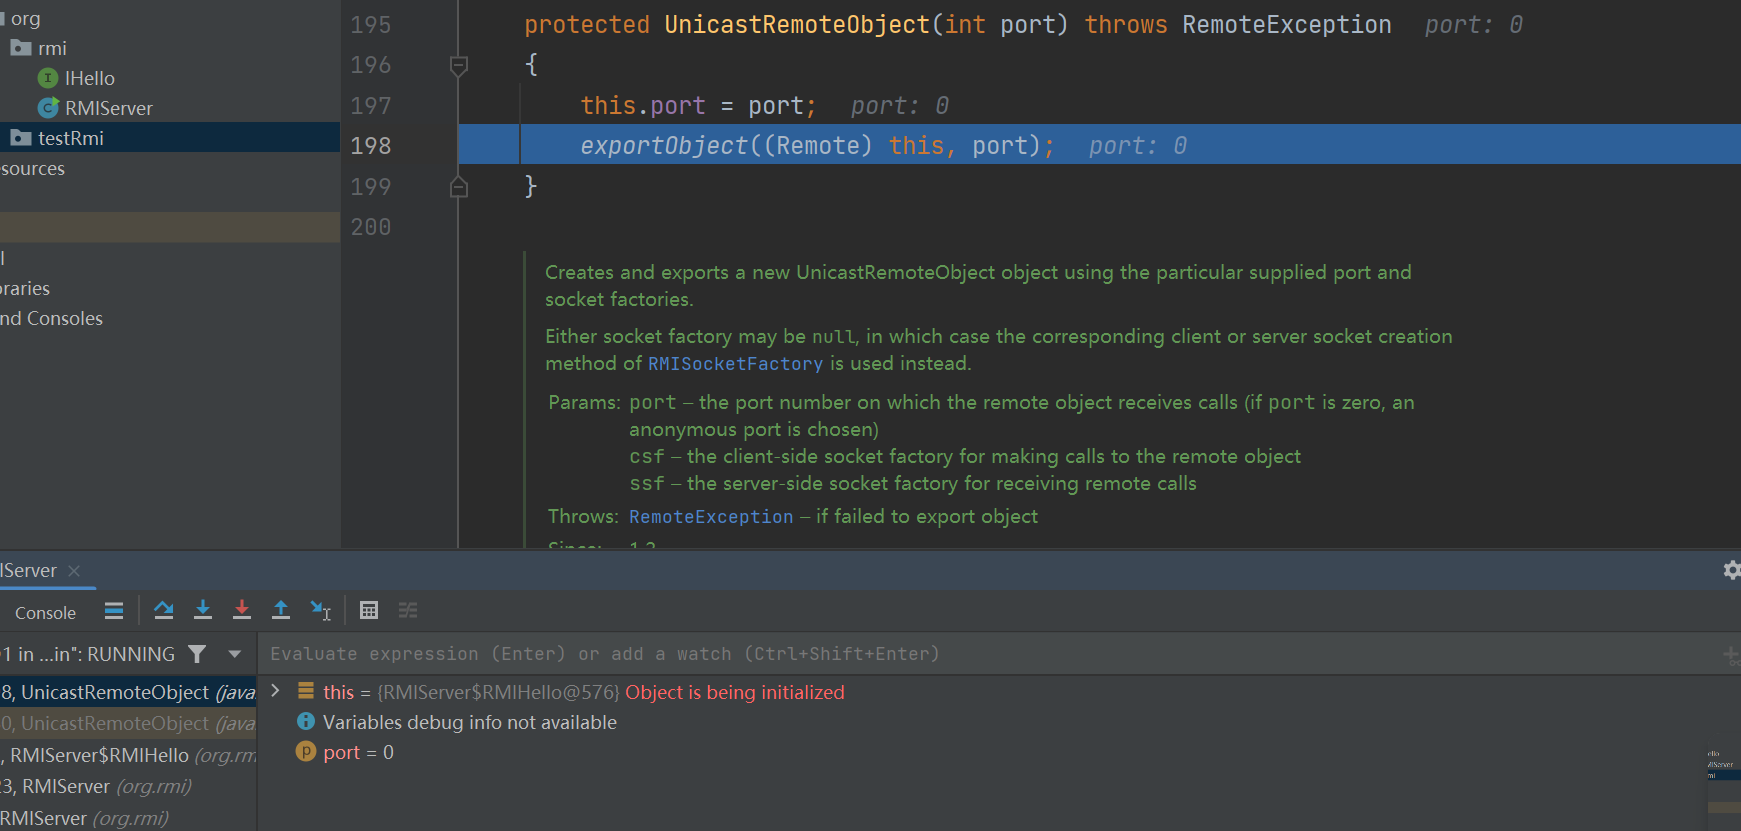 org
rmi
IHello
RMIServer
testRmi
sources
l
braries
nd Consoles
195 protected UnicastRemoteObject(int port) throws RemoteException port: 0
196 {
197 this.port = port; port: 0
198 exportObject((Remote) this, port); port: 0
199 }
200
Creates and exports a new UnicastRemoteObject object using the particular supplied port and
socket factories.
Either socket factory may be null, in which case the corresponding client or server socket creation
method of RMISocketFactory is used instead.
Params: port – the port number on which the remote object receives calls (if port is zero, an
anonymous port is chosen)
csf – the client-side socket factory for making calls to the remote object
ssf – the server-side socket factory for receiving remote calls
Throws: RemoteException – if failed to export object
Since: 1.2
IServer
Console
1 in ...in": RUNNING
Evaluate expression (Enter) or add a watch (Ctrl+Shift+Enter)
8, UnicastRemoteObject (java.
0, UnicastRemoteObject (java.
, RMIServer$RMIHello (org.rm
23, RMIServer (org.rmi)
RMIServer (org.rmi)
this = {RMIServer$RMIHello@576} Object is being initialized
Variables debug info not available
port = 0